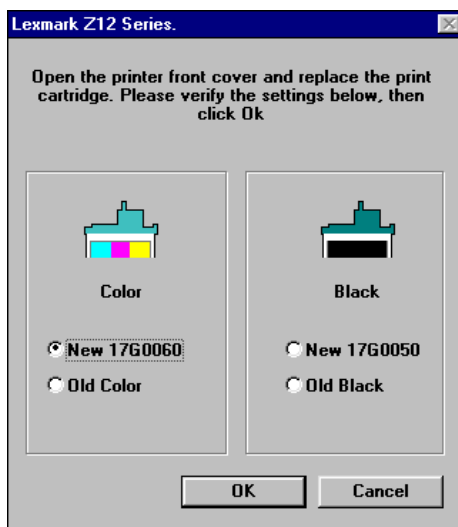 Lexmark Z12 Series.
Open the printer front cover and replace the print
cartridge. Please verify the settings below, then
click Ok
Color
Black
New 17G0060
Old Color
New 17G0050
Old Black
OK
Cancel